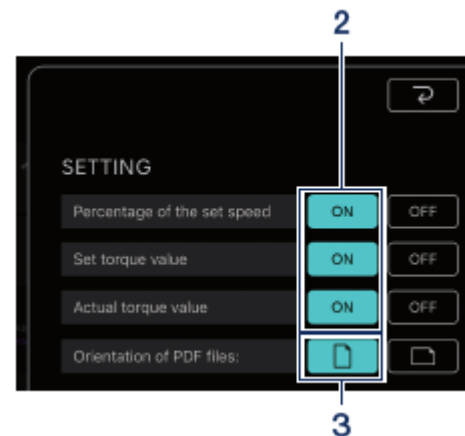 2
SETTING
Percentage of the set speed ON OFF
Set torque value ON OFF
Actual torque value ON OFF
Orientation of PDF files:
3